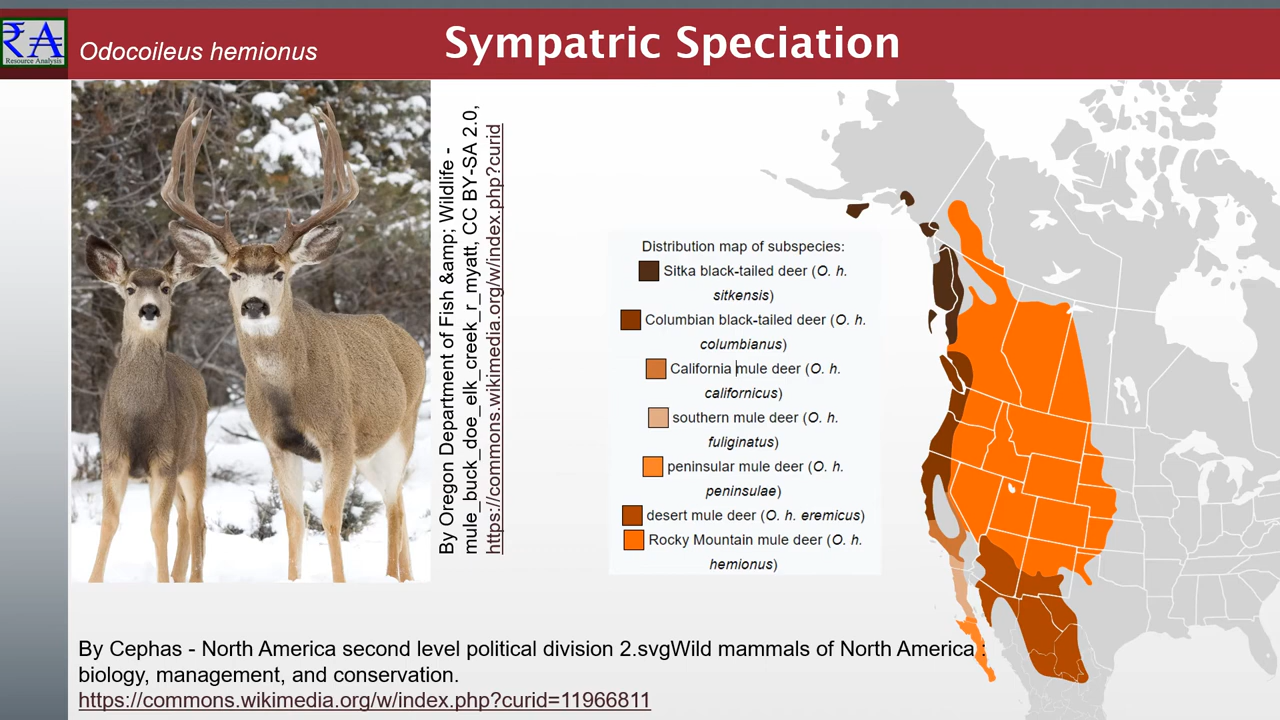 ₹A
Resource Analysis
Odocoileus hemionus
Sympatric Speciation
By Oregon Department of Fish &amp; Wildlife -
mule_buck_doe_elk_creek_r_myatt, CC BY-SA 2.0,
https://commons.wikimedia.org/w/index.php?curid
Distribution map of subspecies:
Sitka black-tailed deer (O. h.
sitkensis)
Columbian black-tailed deer (O. h.
columbianus)
California mule deer (O. h.
californicus)
southern mule deer (O. h.
fuliginatus)
peninsular mule deer (O. h.
peninsulae)
desert mule deer (O. h. eremicus)
Rocky Mountain mule deer (O. h.
hemionus)
By Cephas - North America second level political division 2.svgWild mammals of North America :
biology, management, and conservation.
https://commons.wikimedia.org/w/index.php?curid=11966811